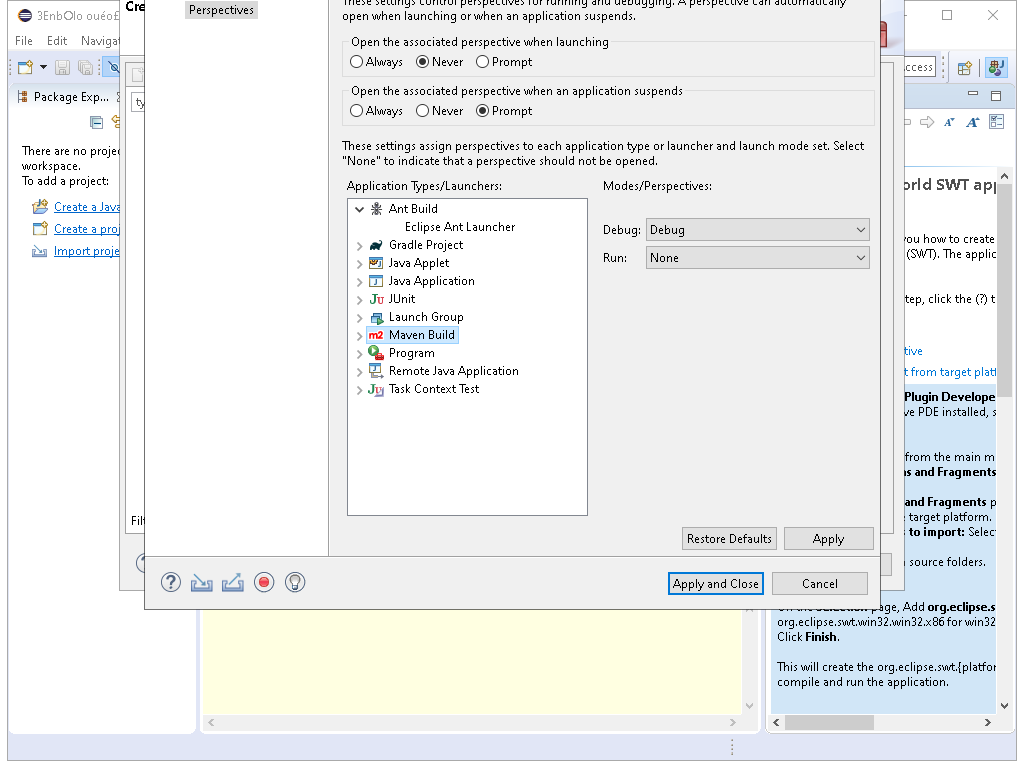 Cre
Perspectives
These settings control perspectives for running and debugging. A perspective can automatically
open when launching or when an application suspends.
3EnbOlo ouéof
File Edit Navigat
Open the associated perspective when launching
Always Never Prompt
ccess
Open the associated perspective when an application suspends
Always Never Prompt
Package Exp...
ty
There are no proje
workspace.
To add a project:
Create a Java
Create a proj
Import proje
These settings assign perspectives to each application type or launcher and launch mode set. Select
"None" to indicate that a perspective should not be opened.
Application Types/Launchers:
Modes/Perspectives:
Ant Build
Eclipse Ant Launcher
Gradle Project
Java Applet
Java Application
JUnit
Launch Group
Maven Build
Program
Remote Java Application
Task Context Test
Debug: Debug
Run: None
Restore Defaults Apply
Filt
Apply and Close Cancel
orld SWT app
you how to create
(SWT). The applic
tep, click the (?) t
tive
t from target platf
Plugin Develope
ve PDE installed, s
from the main m
ns and Fragments
and Fragments p
target platform.
to import: Select
source folders.
On the Selection page, Add org.eclipse.s
org.eclipse.swt.win32.win32.x86 for win32
Click Finish.
This will create the org.eclipse.swt.{platfor
compile and run the application.